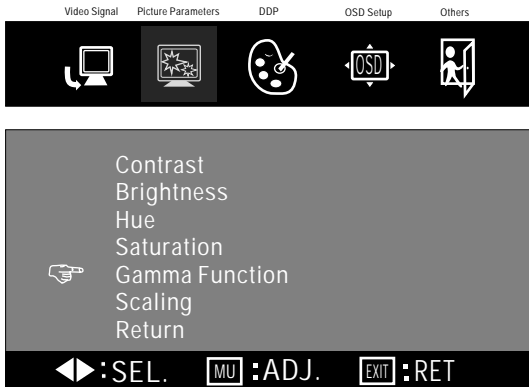 Video Signal Picture Parameters DDP OSD Setup Others
OSD
Contrast
Brightness
Hue
Saturation
Gamma Function
Scaling
Return
:SEL. MU :ADJ. EXIT :RET